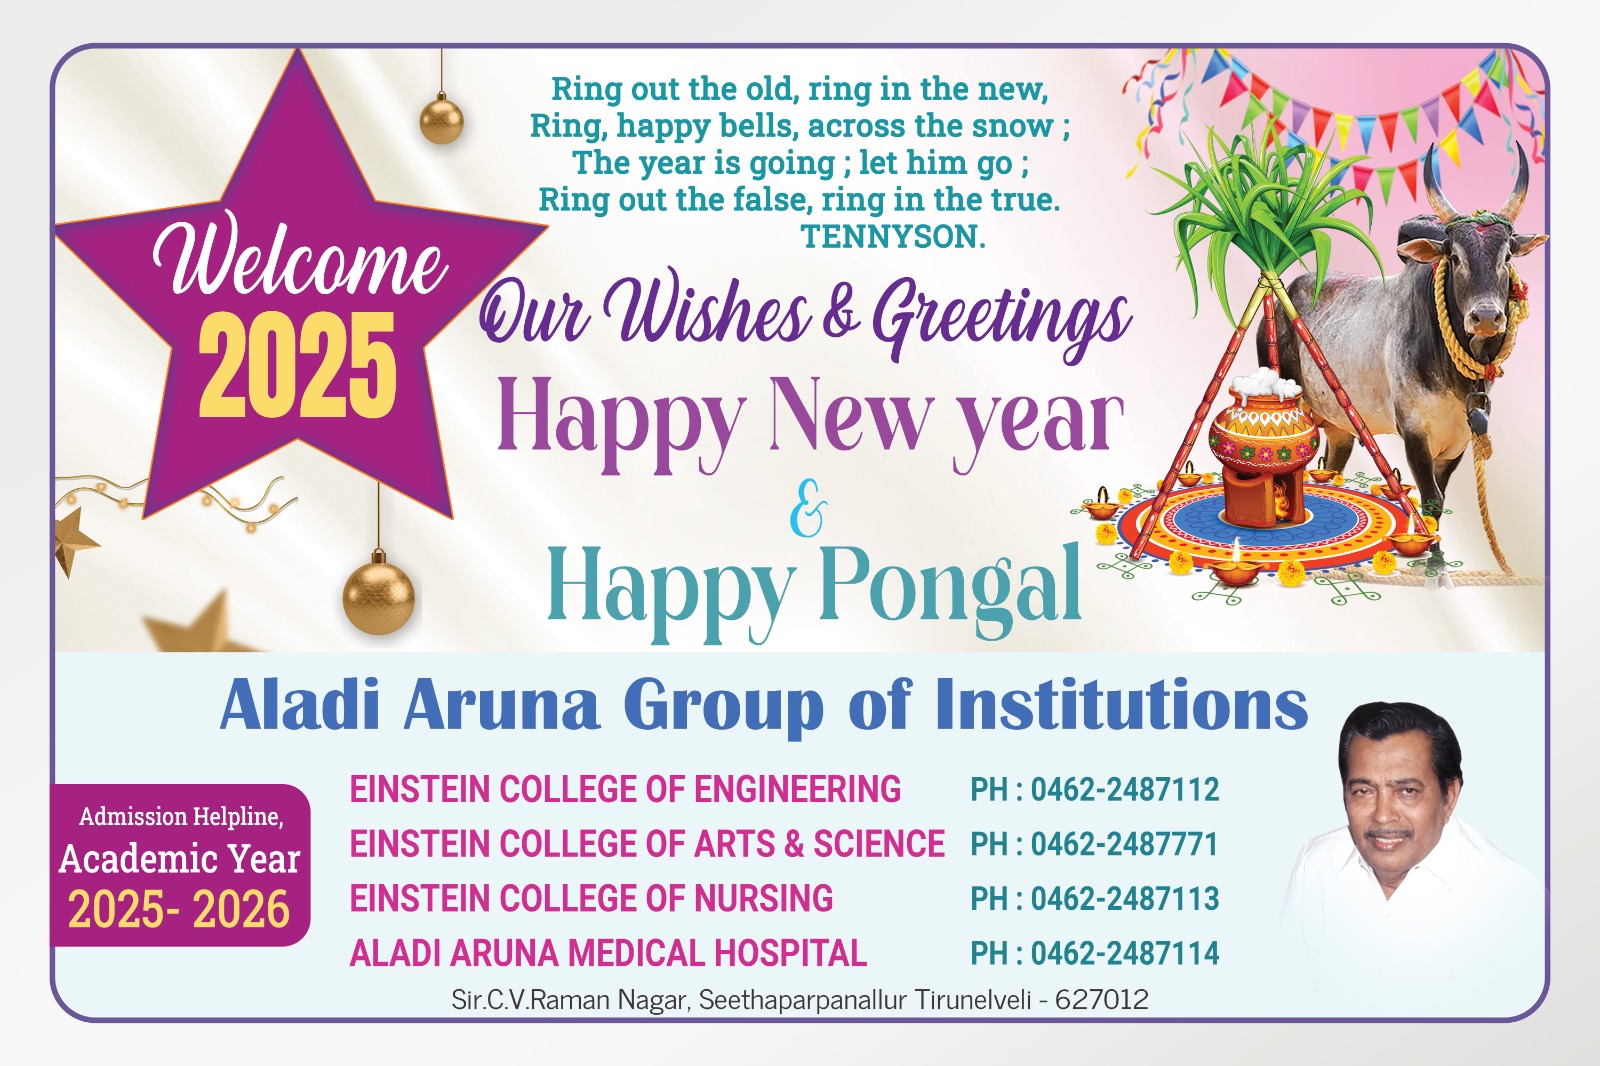 Ring out the old, ring in the new,
Ring, happy bells, across the snow ;
The year is going ; let him go ;
Ring out the false, ring in the true.
TENNYSON.
Welcome
2025
Our Wishes & Greetings
Happy New year
&
Happy Pongal
Aladi Aruna Group of Institutions
Admission Helpline,
Academic Year
2025- 2026
EINSTEIN COLLEGE OF ENGINEERING PH : 0462-2487112
EINSTEIN COLLEGE OF ARTS & SCIENCE PH : 0462-2487771
EINSTEIN COLLEGE OF NURSING PH : 0462-2487113
ALADI ARUNA MEDICAL HOSPITAL PH : 0462-2487114
Sir.C.V.Raman Nagar, Seethaparpanallur Tirunelveli - 627012